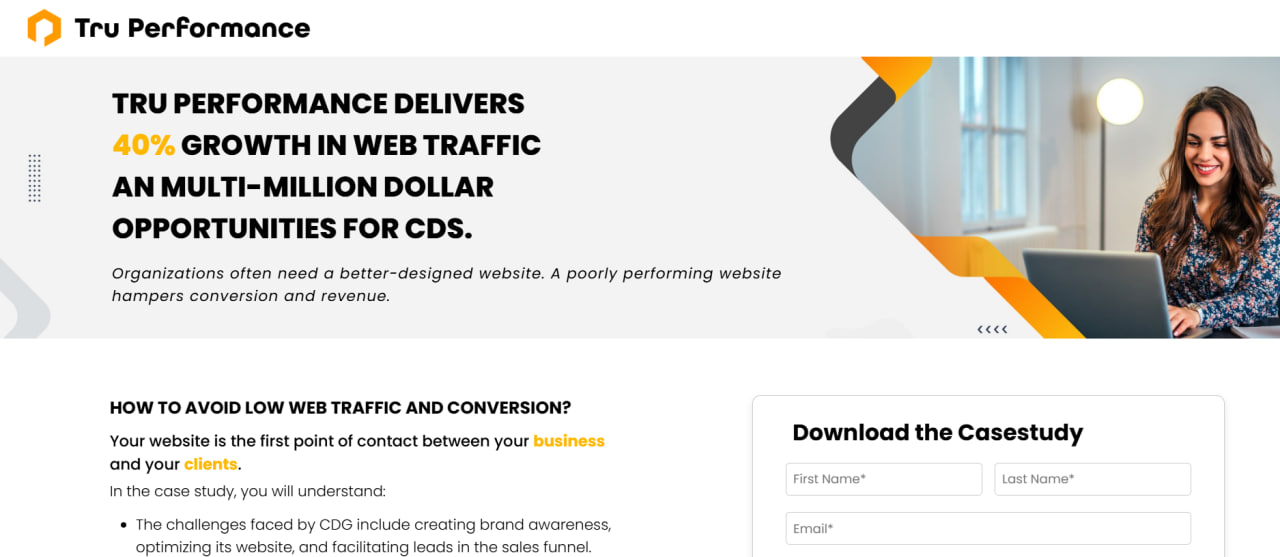 Tru Performance
TRU PERFORMANCE DELIVERS
40% GROWTH IN WEB TRAFFIC
AN MULTI-MILLION DOLLAR
OPPORTUNITIES FOR CDS.
Organizations often need a better-designed website. A poorly performing website
hampers conversion and revenue.
HOW TO AVOID LOW WEB TRAFFIC AND CONVERSION?
Your website is the first point of contact between your business
and your clients.
In the case study, you will understand:
• The challenges faced by CDG include creating brand awareness,
optimizing its website, and facilitating leads in the sales funnel.
Download the Casestudy
First Name*
Last Name*
Email*